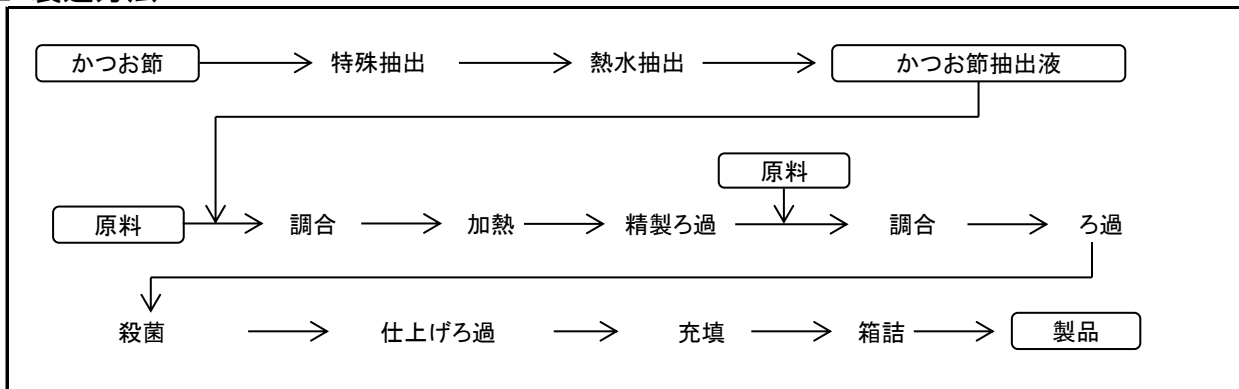 かつお節 特殊抽出 熱水抽出 かつお節抽出液
原料
原料 調合 加熱 精製ろ過 調合 ろ過
殺菌 仕上げろ過 充填 箱詰 製品